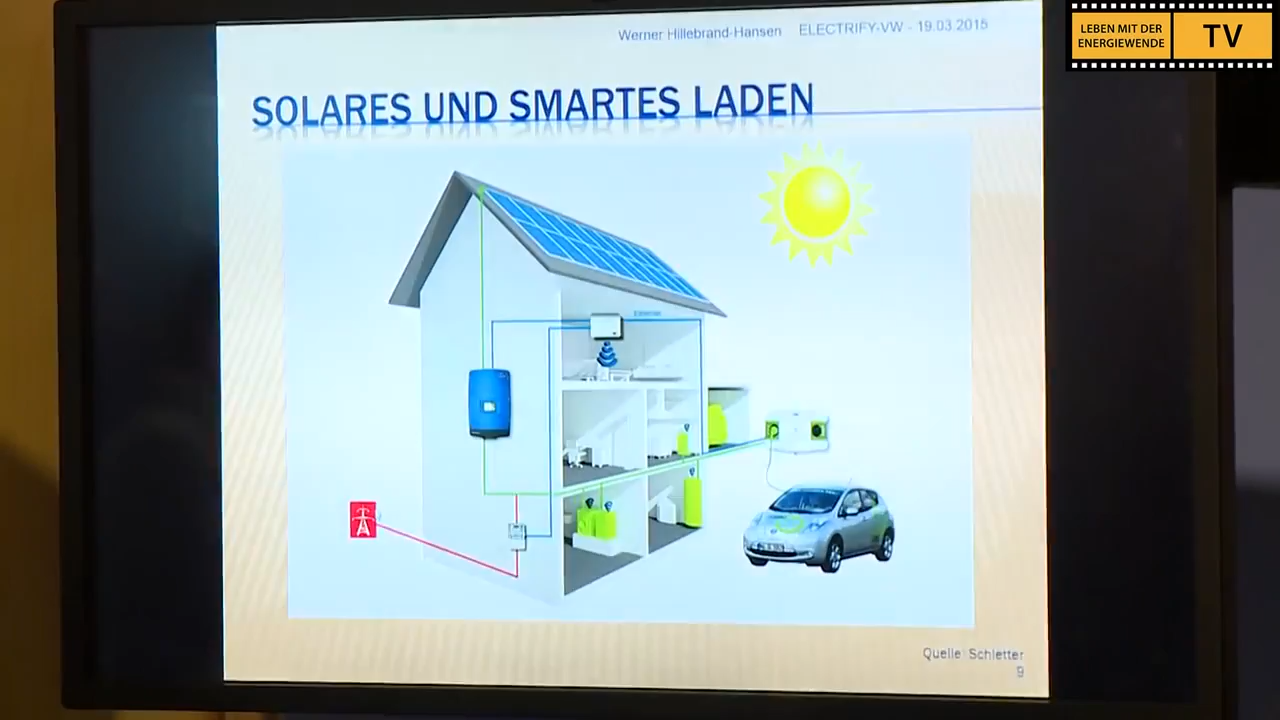 LEBEN MIT DER
ENERGIEWENDE
TV
Werner Hillebrand-Hansen ELECTRIFY-VW - 19.03.2015
SOLARES UND SMARTES LADEN
Ethernet
Quelle: Schletter
9